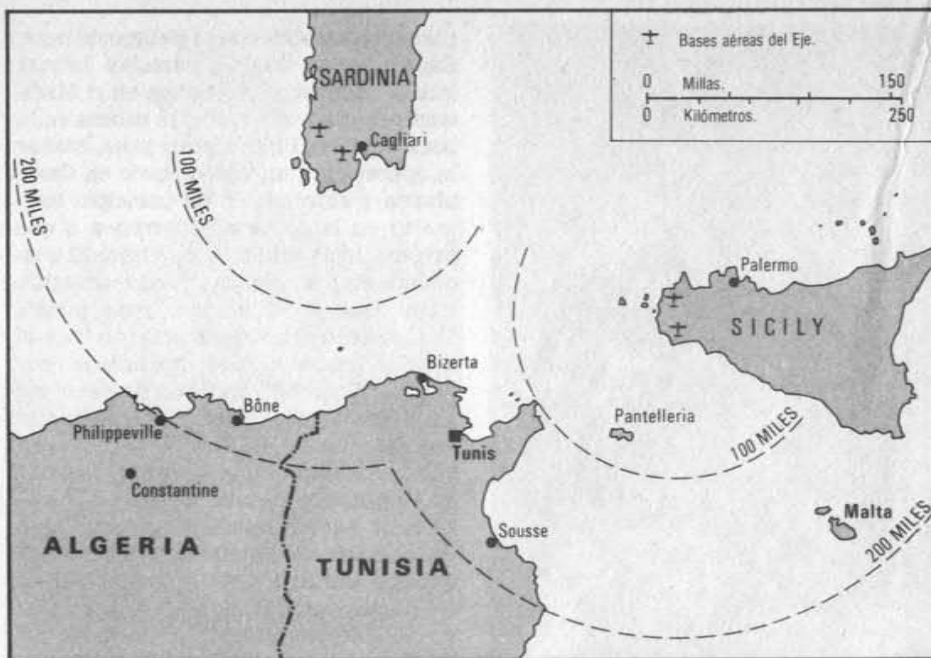 Bases aéreas del Eje.
0 Millas. 150
0 Kilómetros. 250
SARDINIA
Cagliari
200 MILES
100 MILES
Palermo
SICILY
Bizerta
Bône
Philippeville
Pantelleria
100 MILES
Tunis
Constantine
Malta
Sousse
200 MILES
ALGERIA
TUNISIA